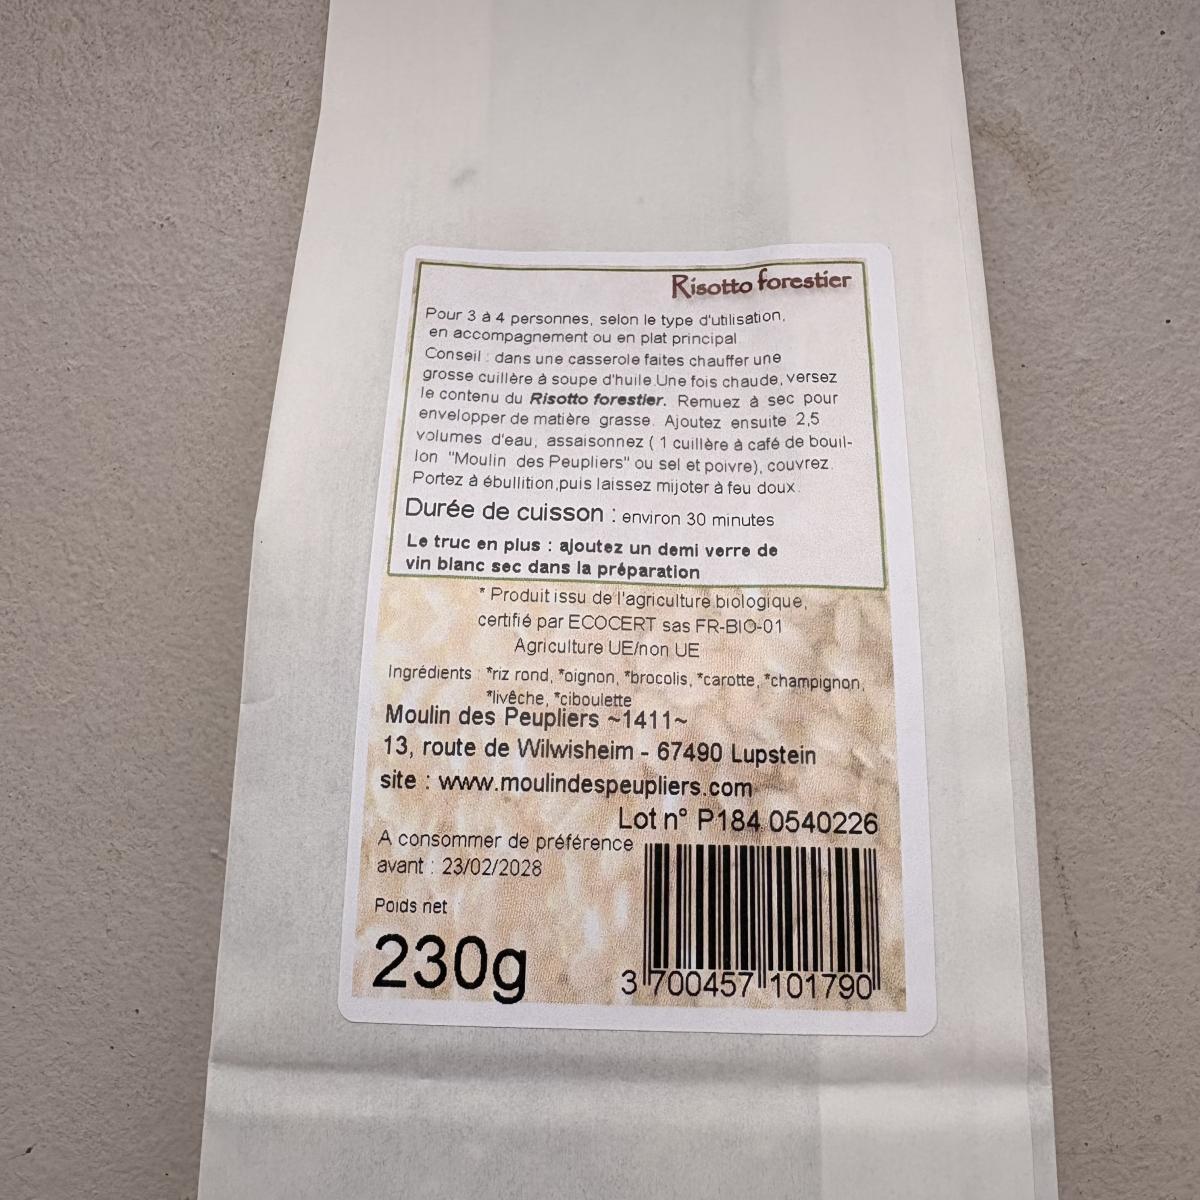 Risotto forestier
Pour 3 à 4 personnes, selon le type d'utilisation,
en accompagnement ou en plat principal
Conseil : dans une casserole faites chauffer une
grosse cuillère à soupe d'huile.Une fois chaude, versez
le contenu du Risotto forestier. Remuez à sec pour
envelopper de matière grasse. Ajoutez ensuite 2,5
volumes d'eau, assaisonnez ( 1 cuillère à café de bouil-
lon "Moulin des Peupliers" ou sel et poivre), couvrez.
Portez à ébullition,puis laissez mijoter à feu doux.
Durée de cuisson : environ 30 minutes
Le truc en plus : ajoutez un demi verre de
vin blanc sec dans la préparation
* Produit issu de l'agriculture biologique,
certifié par ECOCERT sas FR-BIO-01
Agriculture UE/non UE
Ingrédients : *riz rond, *oignon, *brocolis, *carotte, *champignon,
*livêche, *ciboulette
Moulin des Peupliers ~1411~
13, route de Wilwisheim - 67490 Lupstein
site : www.moulindespeupliers.com
Lot n° P184 0540226
A consommer de préférence
avant : 23/02/2028
Poids net
230g
3 700457 101790